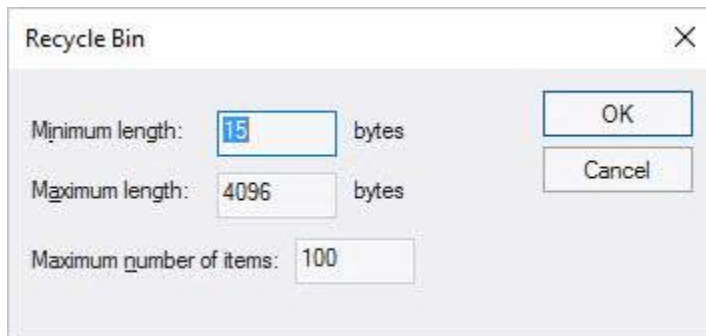 Recycle Bin
Minimum length: 15 bytes
OK
Maximum length: 4096 bytes
Cancel
Maximum number of items: 100